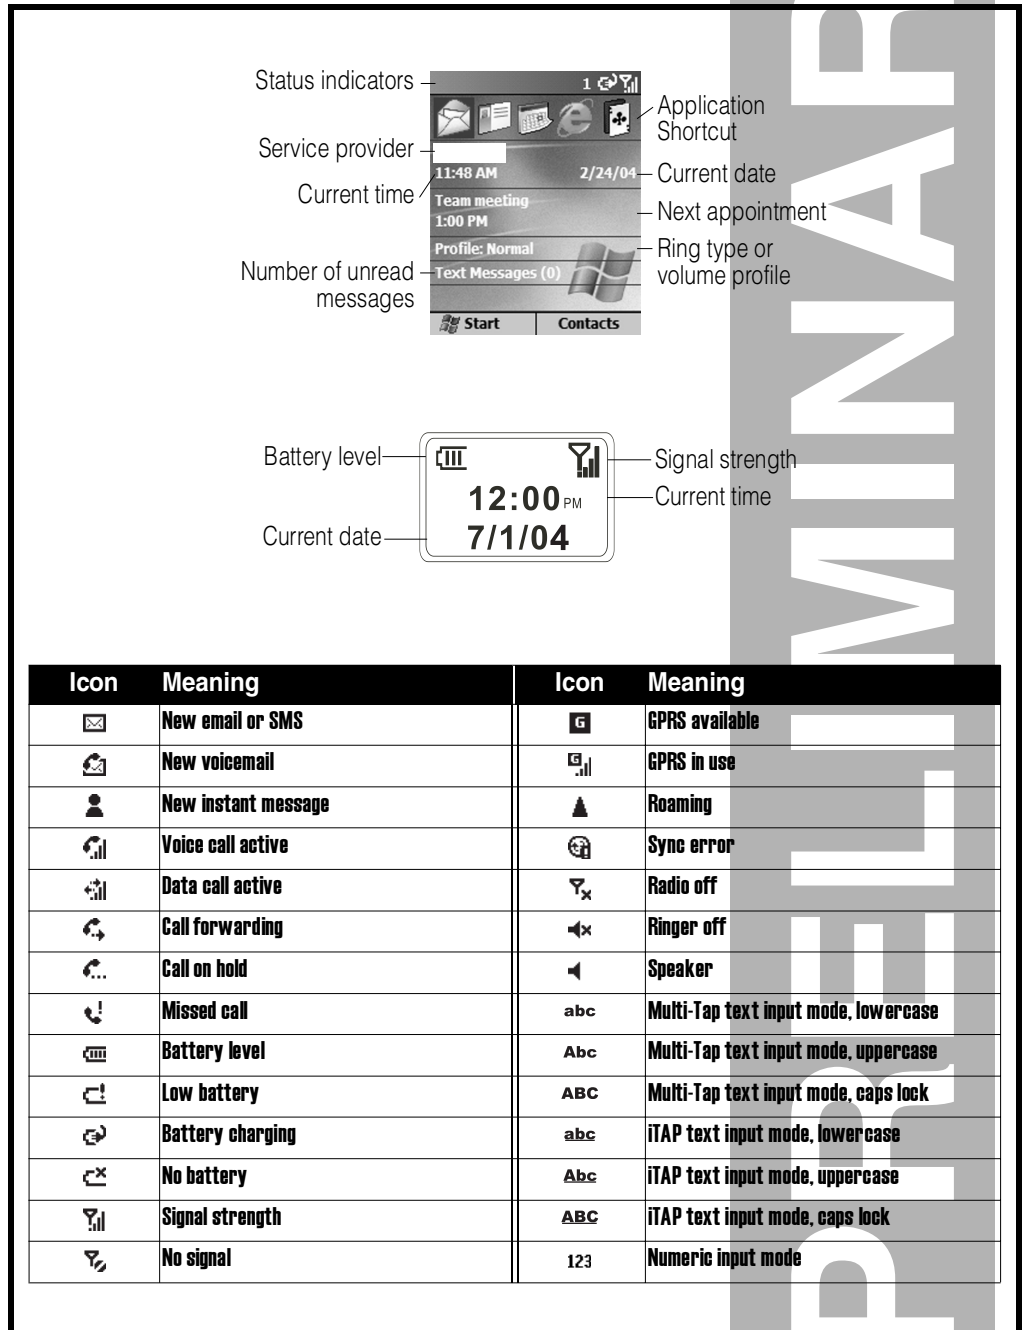 Status indicators
1
Application
Shortcut
Service provider
11:48 AM 2/24/04
Current time
Current date
Team meeting
1:00 PM
Next appointment
Profile: Normal
Ring type or
volume profile
Number of unread
messages
Text Messages (0)
Start Contacts
Battery level
Signal strength
12:00 PM
Current time
Current date
7/1/04
Icon Meaning Icon Meaning
New email or SMS G GPRS available
New voicemail G GPRS in use
New instant message Roaming
Voice call active Sync error
Data call active Radio off
Call forwarding Ringer off
Call on hold Speaker
Missed call abc Multi-Tap text input mode, lowercase
Battery level Abc Multi-Tap text input mode, uppercase
Low battery ABC Multi-Tap text input mode, caps lock
Battery charging abc iTAP text input mode, lowercase
No battery Abc iTAP text input mode, uppercase
Signal strength ABC iTAP text input mode, caps lock
No signal 123 Numeric input mode
PRELIMINAR